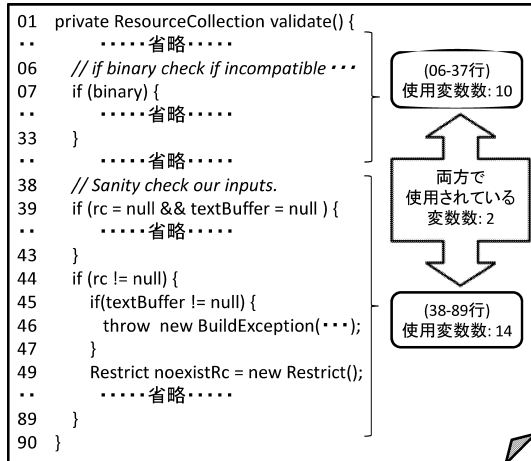 01 private ResourceCollection validate() {
‥ ・・・・・省略・・・・・
06 // if binary check if incompatible ・・・
07 if (binary) {
‥ ・・・・・省略・・・・・
33 }
‥ ・・・・・省略・・・・・
38 // Sanity check our inputs.
39 if (rc = null && textBuffer = null ) {
‥ ・・・・・省略・・・・・
43 }
44 if (rc != null) {
45 if(textBuffer != null) {
46 throw new BuildException(・・・);
47 }
49 Restrict noexistRc = new Restrict();
‥ ・・・・・省略・・・・・
89 }
90 }
(06-37行)
使用変数数: 10
両方で
使用されている
変数数: 2
(38-89行)
使用変数数: 14